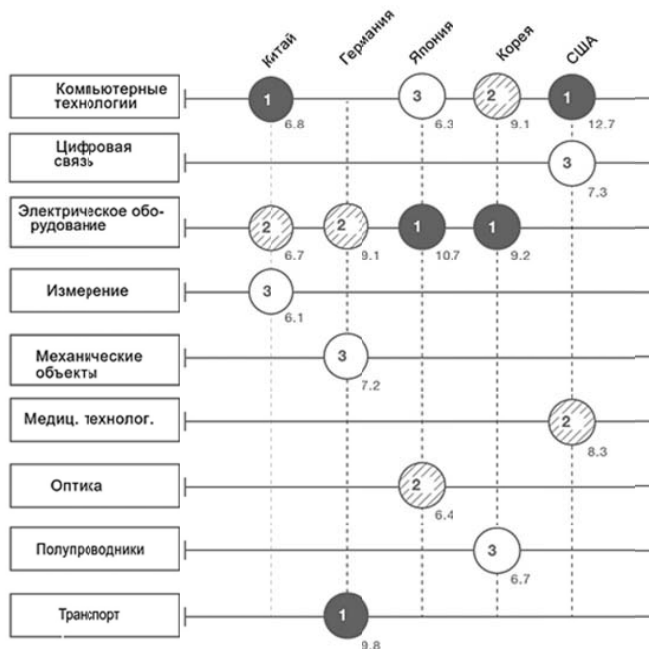 Китай
Германия
Япония
Корея
США
Компьютерные
технологии
1
6.8
3
6.3
2
9.1
1
12.7
Цифровая
связь
3
7.3
Электрическое обо-
рудование
2
6.7
2
9.1
1
10.7
1
9.2
Измерение
3
6.1
Механические
объекты
3
7.2
Медиц. технолог.
2
8.3
Оптика
2
6.4
Полупроводники
3
6.7
Транспорт
1
9.8